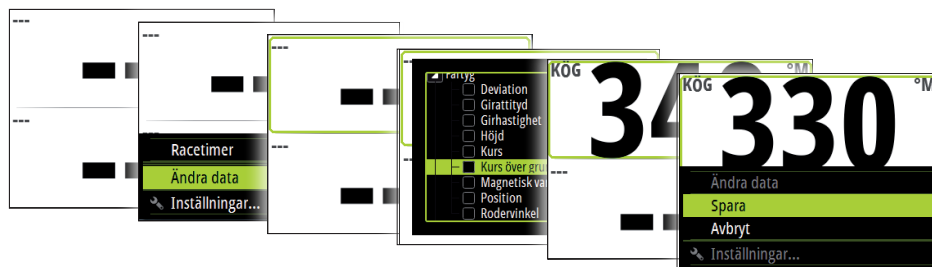 ---
---
---
Racetimer
Ändra data
Inställningar...
---
---
Fartyg
Deviation
Girattityd
Girhastighet
Höjd
Kurs
Kurs över gru
Magnetisk va
Position
Rodervinkel
KÖG
°M
34
---
KÖG
°M
330
Ändra data
Spara
Avbryt
Inställningar...